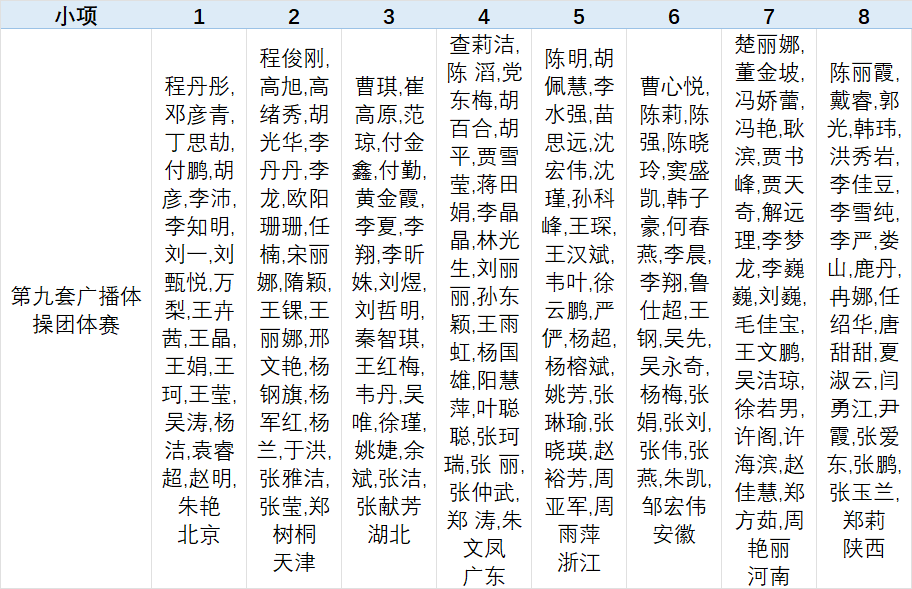 小项 1 2 3 4 5 6 7 8
第九套广播体
操团体赛
程丹彤,
邓彦青,
丁思劼,
付鹏,胡
彦,李沛,
李知明,
刘一,刘
甄悦,万
梨,王卉
茜,王晶,
王娟,王
珂,王莹,
吴涛,杨
洁,袁睿
超,赵明,
朱艳
北京
程俊刚,
高旭,高
绪秀,胡
光华,李
丹丹,李
龙,欧阳
珊珊,任
楠,宋丽
娜,隋颖,
王锞,王
丽娜,邢
文艳,杨
钢旗,杨
军红,杨
兰,于洪,
张雅洁,
张莹,郑
树桐
天津
曹琪,崔
高原,范
琼,付金
鑫,付勤,
黄金霞,
李夏,李
翔,李昕
姝,刘煜,
刘哲明,
秦智琪,
王红梅,
韦丹,吴
唯,徐瑾,
姚婕,余
斌,张洁,
张献芳
湖北
查莉洁,
陈 滔,党
东梅,胡
百合,胡
平,贾雪
莹,蒋田
娟,李晶
晶,林光
生,刘丽
丽,孙东
颖,王雨
虹,杨国
雄,阳慧
萍,叶聪
聪,张珂
瑞,张 丽,
张仲武,
郑 涛,朱
文凤
广东
陈明,胡
佩慧,李
水强,苗
思远,沈
宏伟,沈
瑾,孙科
峰,王琛,
王汉斌,
韦叶,徐
云鹏,严
俨,杨超,
杨榕斌,
姚芳,张
琳瑜,张
晓瑛,赵
裕芳,周
亚军,周
雨萍
浙江
曹心悦,
陈莉,陈
强,陈晓
玲,窦盛
凯,韩子
豪,何春
燕,李晨,
李翔,鲁
仕超,王
钢,吴先,
吴永奇,
杨梅,张
娟,张刘,
张伟,张
燕,朱凯,
邹宏伟
安徽
楚丽娜,
董金坡,
冯娇蕾,
冯艳,耿
滨,贾书
峰,贾天
奇,解远
理,李梦
龙,李巍
巍,刘巍,
毛佳宝,
王文鹏,
吴洁琼,
徐若男,
许阁,许
海滨,赵
佳慧,郑
方茹,周
艳丽
河南
陈丽霞,
戴睿,郭
光,韩玮,
洪秀岩,
李佳豆,
李雪纯,
李严,娄
山,鹿丹,
冉娜,任
绍华,唐
甜甜,夏
淑云,闫
勇江,尹
霞,张爱
东,张鹏,
张玉兰,
郑莉
陕西